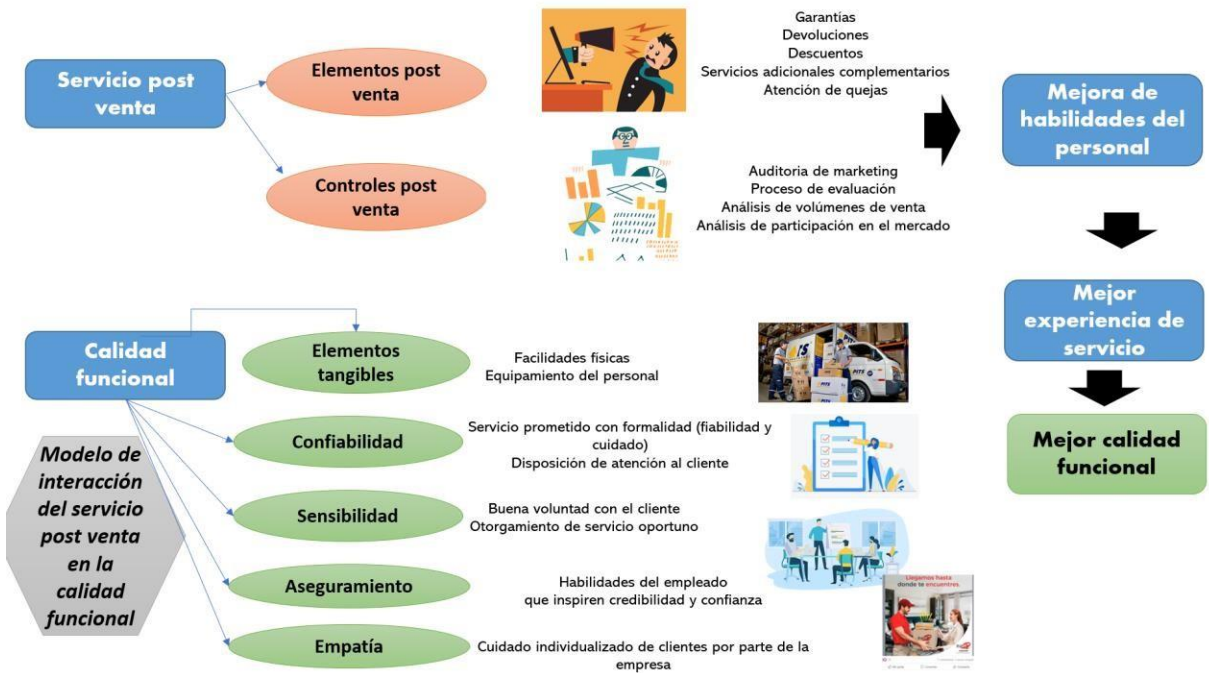 Servicio post
venta
Elementos post
venta
Controles post
venta
Garantías
Devoluciones
Descuentos
Servicios adicionales complementarios
Atención de quejas
Auditoria de marketing
Proceso de evaluación
Análisis de volúmenes de venta
Análisis de participación en el mercado
Mejora de
habilidades del
personal
Mejor
experiencia de
servicio
Mejor calidad
funcional
Calidad
funcional
Modelo de
interacción
del servicio
post venta
en la
calidad
funcional
Elementos
tangibles
Facilidades físicas
Equipamiento del personal
Confiabilidad
Servicio prometido con formalidad (fiabilidad y
cuidado)
Disposición de atención al cliente
Sensibilidad
Buena voluntad con el cliente
Otorgamiento de servicio oportuno
Aseguramiento
Habilidades del empleado
que inspiren credibilidad y confianza
Empatía
Cuidado individualizado de clientes por parte de la
empresa
Llegamos hasta
donde te encuentres.